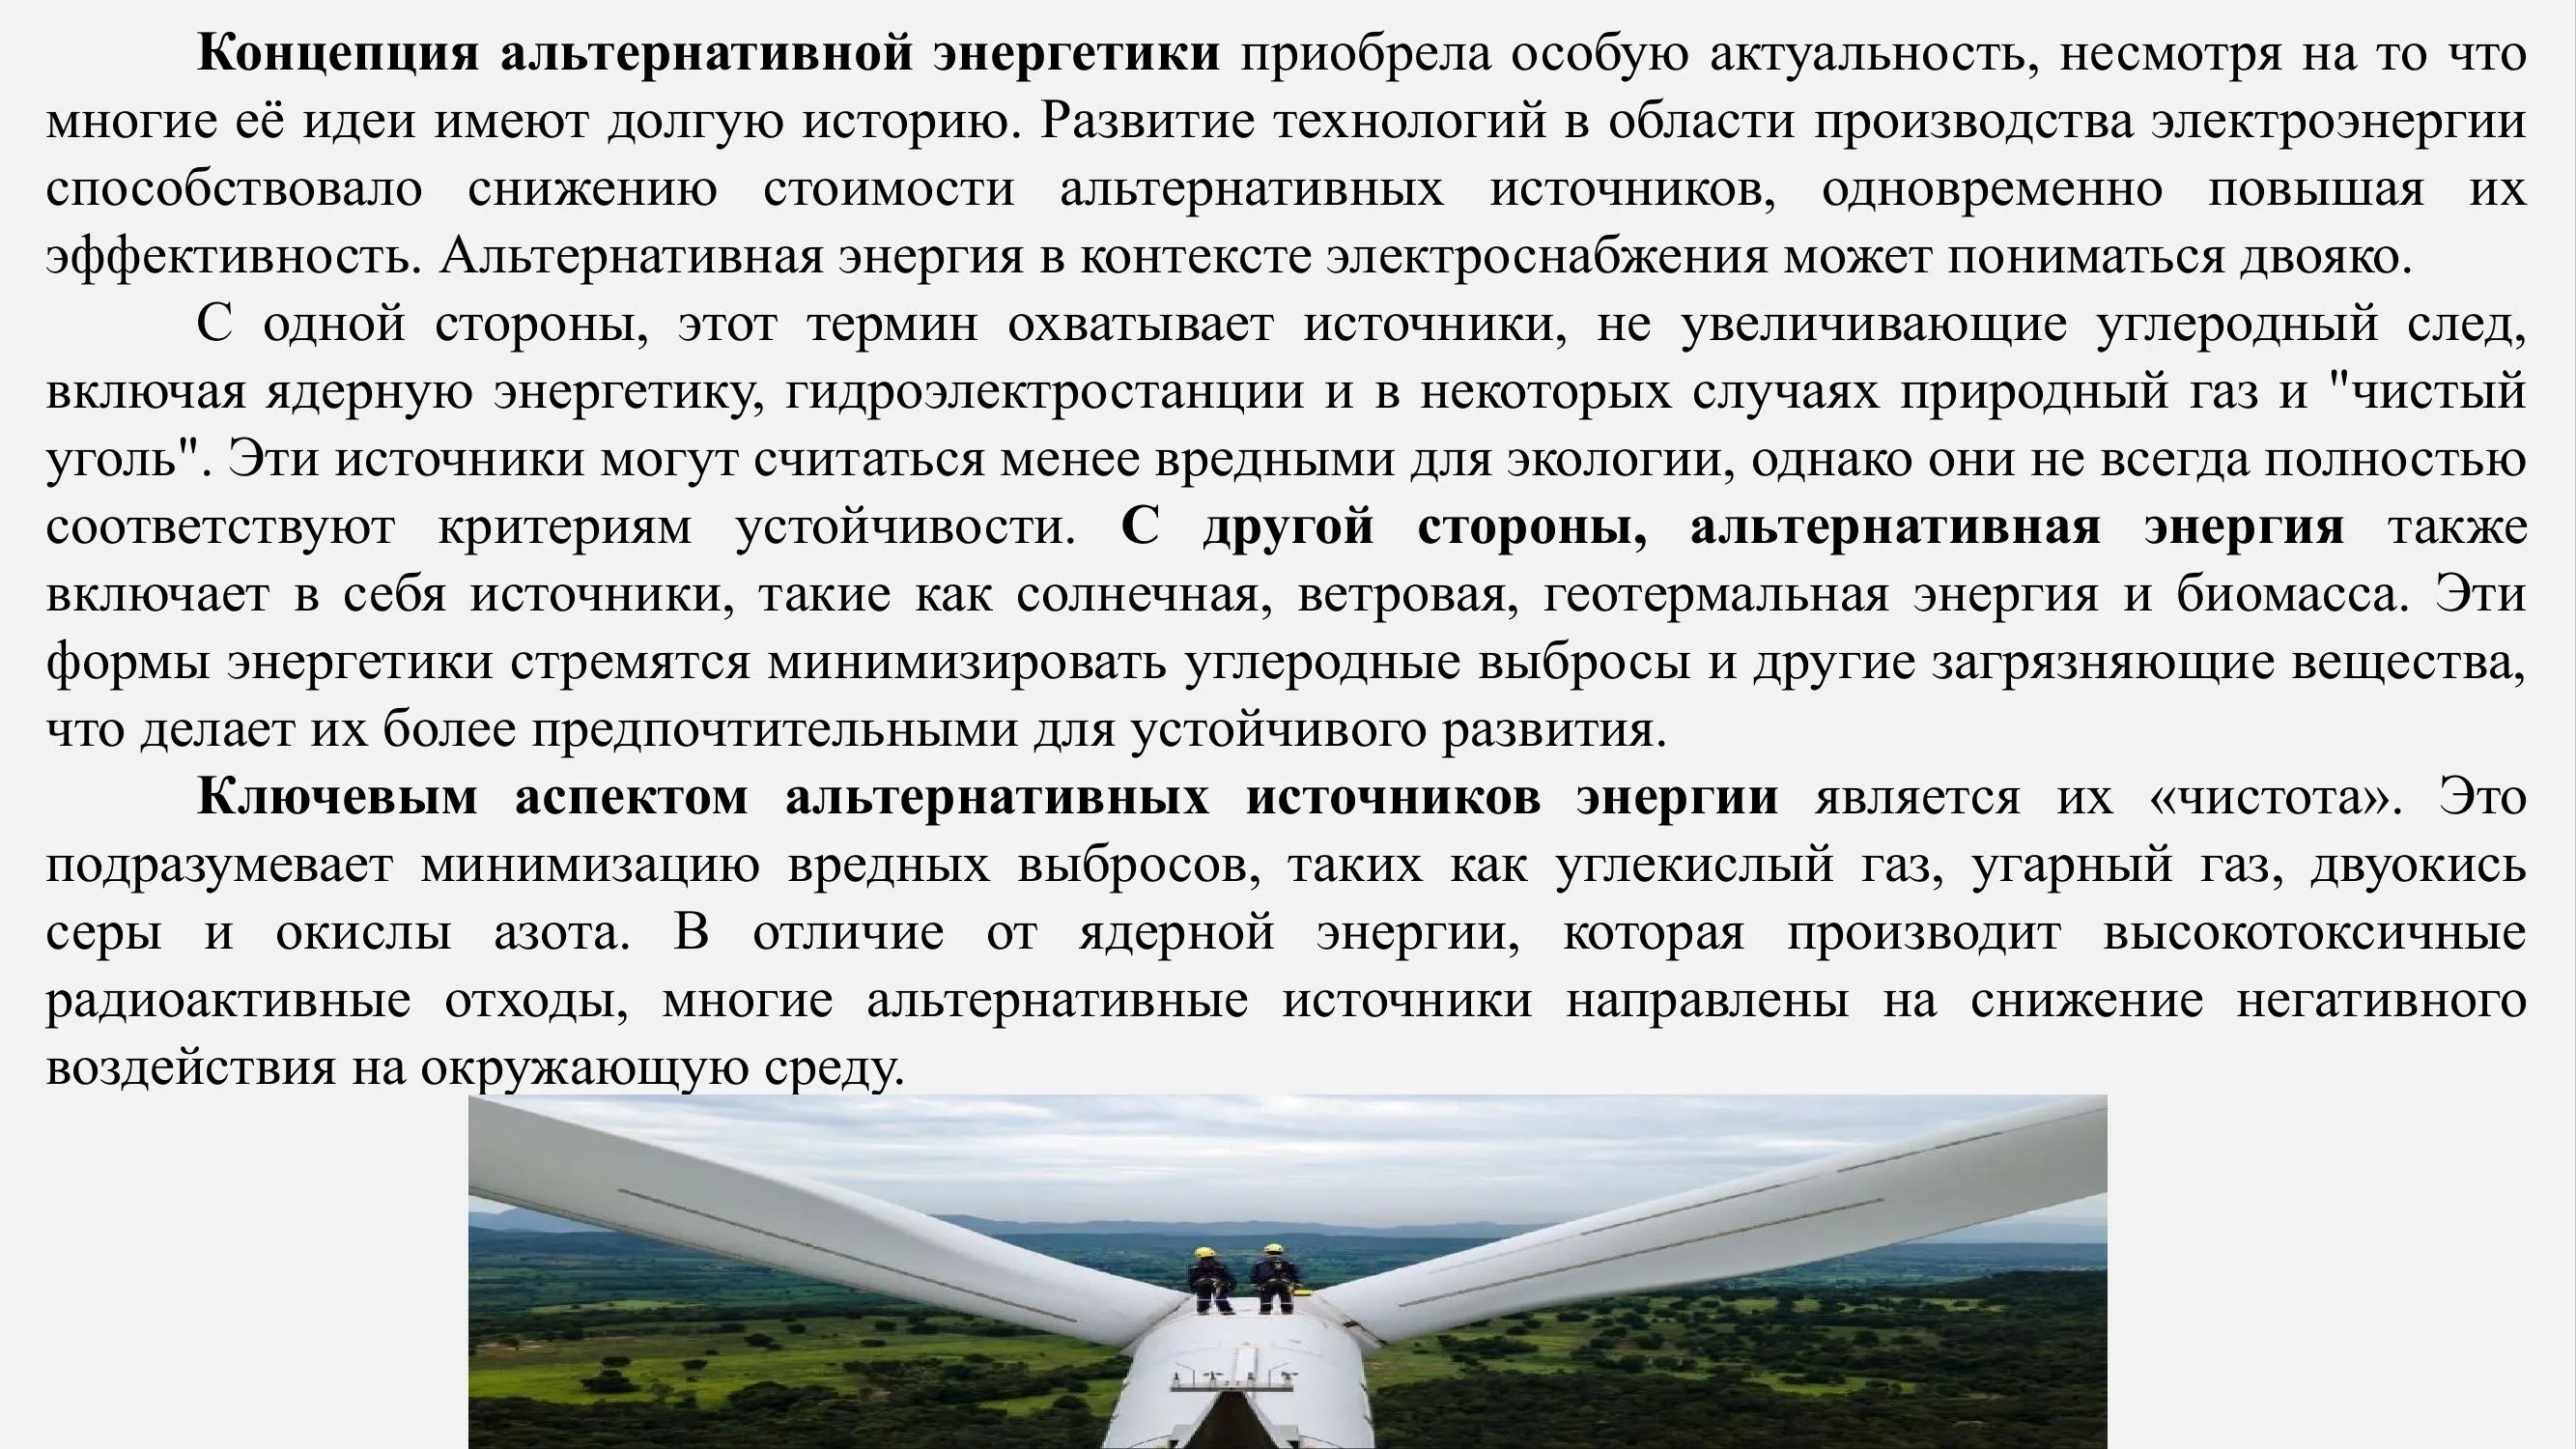 Концепция альтернативной энергетики приобрела особую актуальность, несмотря на то что
многие её идеи имеют долгую историю. Развитие технологий в области производства электроэнергии
способствовало снижению стоимости альтернативных источников, одновременно повышая их
эффективность. Альтернативная энергия в контексте электроснабжения может пониматься двояко.
С одной стороны, этот термин охватывает источники, не увеличивающие углеродный след,
включая ядерную энергетику, гидроэлектростанции и в некоторых случаях природный газ и "чистый
уголь". Эти источники могут считаться менее вредными для экологии, однако они не всегда полностью
соответствуют критериям устойчивости. С другой стороны, альтернативная энергия также
включает в себя источники, такие как солнечная, ветровая, геотермальная энергия и биомасса. Эти
формы энергетики стремятся минимизировать углеродные выбросы и другие загрязняющие вещества,
что делает их более предпочтительными для устойчивого развития.
Ключевым аспектом альтернативных источников энергии является их «чистота». Это
подразумевает минимизацию вредных выбросов, таких как углекислый газ, угарный газ, двуокись
серы и окислы азота. В отличие от ядерной энергии, которая производит высокотоксичные
радиоактивные отходы, многие альтернативные источники направлены на снижение негативного
воздействия на окружающую среду.